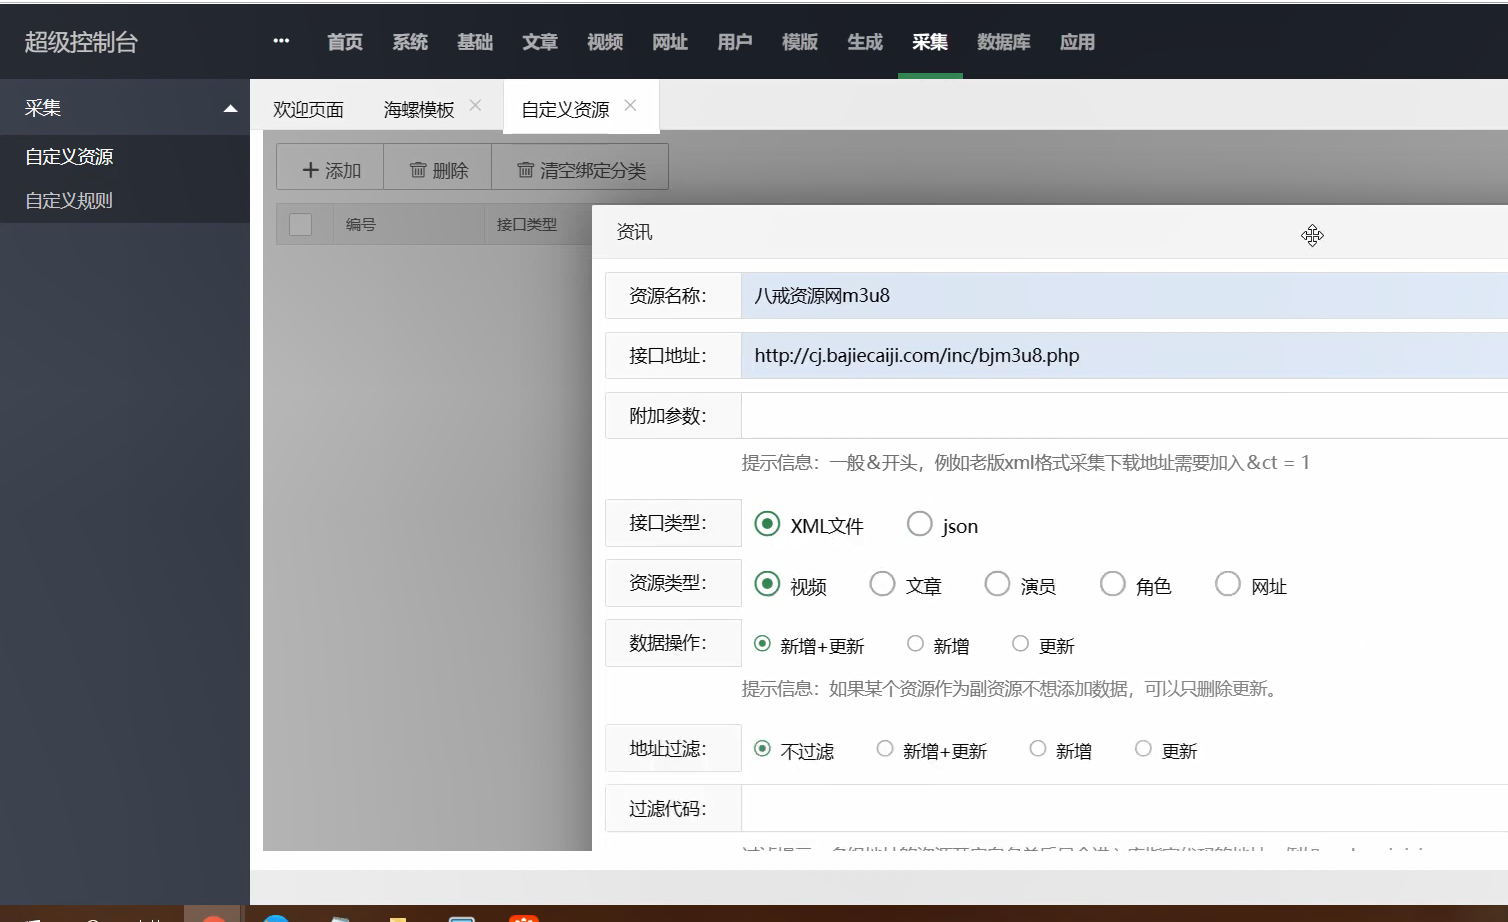 超级控制台
··· 首页 系统 基础 文章 视频 网址 用户 模版 生成 采集 数据库 应用
采集
自定义资源
自定义规则
欢迎页面 海螺模板 自定义资源
添加 删除 清空绑定分类
编号 接口类型
资讯
资源名称： 八戒资源网m3u8
接口地址： http://cj.bajiecaiji.com/inc/bjm3u8.php
附加参数：
提示信息：一般&开头，例如老版xml格式采集下载地址需要加入&ct = 1
接口类型： XML文件 json
资源类型： 视频 文章 演员 角色 网址
数据操作： 新增+更新 新增 更新
提示信息：如果某个资源作为副资源不想添加数据，可以只删除更新。
地址过滤： 不过滤 新增+更新 新增 更新
过滤代码：